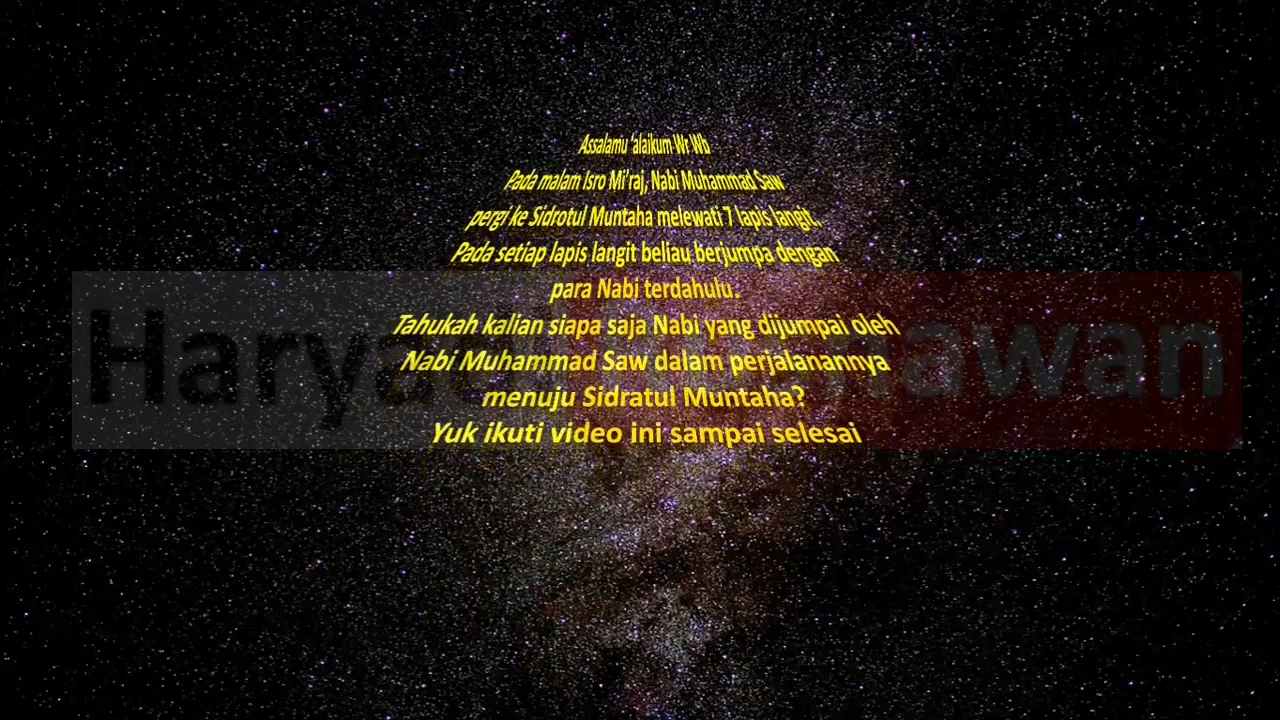 Assalamu 'alaikum Wr Wb
Pada malam Isro Mi'raj, Nabi Muhammad Saw
pergi ke Sidrotul Muntaha melewati 7 lapis langit.
Pada setiap lapis langit beliau berjumpa dengan
para Nabi terdahulu.
Tahukah kalian siapa saja Nabi yang dijumpai oleh
Nabi Muhammad Saw dalam perjalanannya
menuju Sidratul Muntaha?
Yuk ikuti video ini sampai selesai